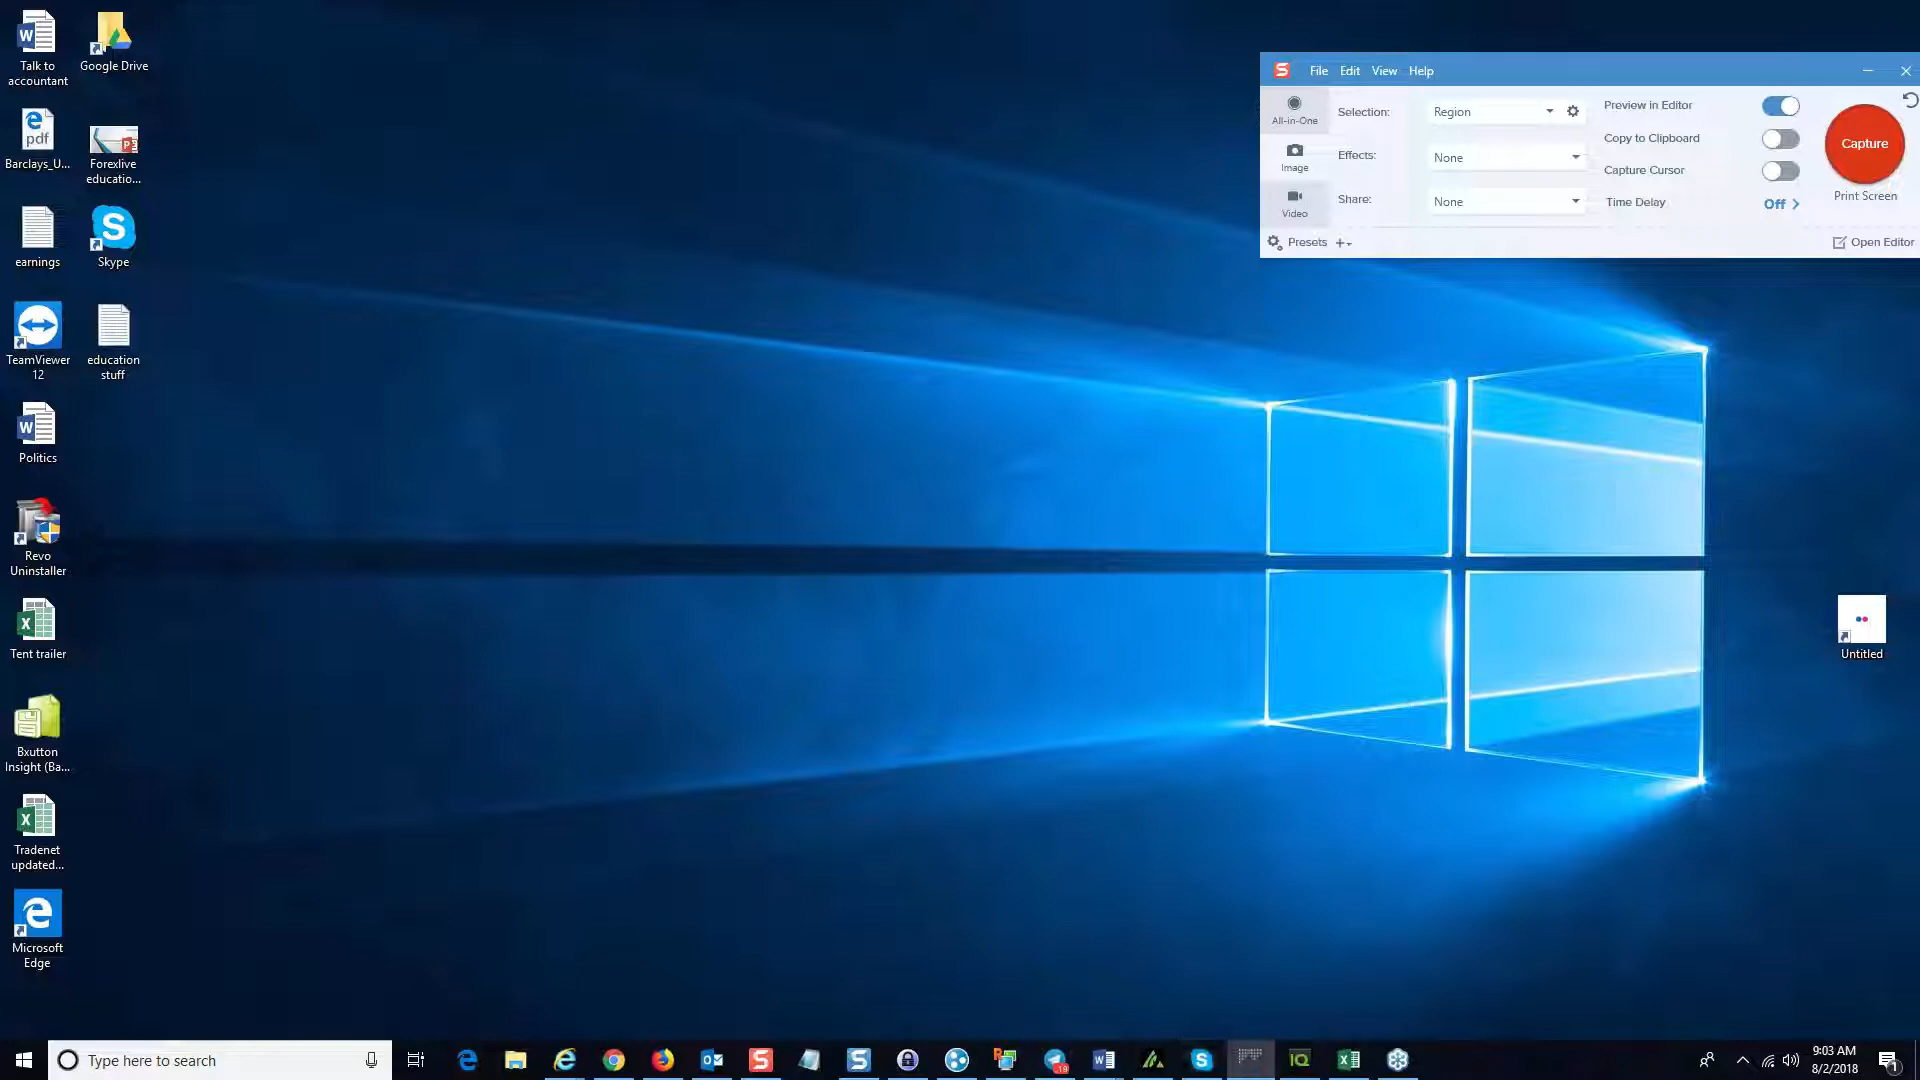 Talk to
accountant
Google Drive
pdf
Barclays_U...
Forexlive
educatio...
earnings
Skype
TeamViewer
12
education
stuff
Politics
Revo
Uninstaller
Tent trailer
Bxutton
Insight (Ba...
Tradenet
updated...
Microsoft
Edge
File Edit View Help
All-in-One
Image
Video
Selection: Region
Effects: None
Share: None
Preview in Editor
Copy to Clipboard
Capture Cursor
Time Delay Off
Capture
Print Screen
Presets
Open Editor
Untitled
Type here to search
9:03 AM
8/2/2018
1